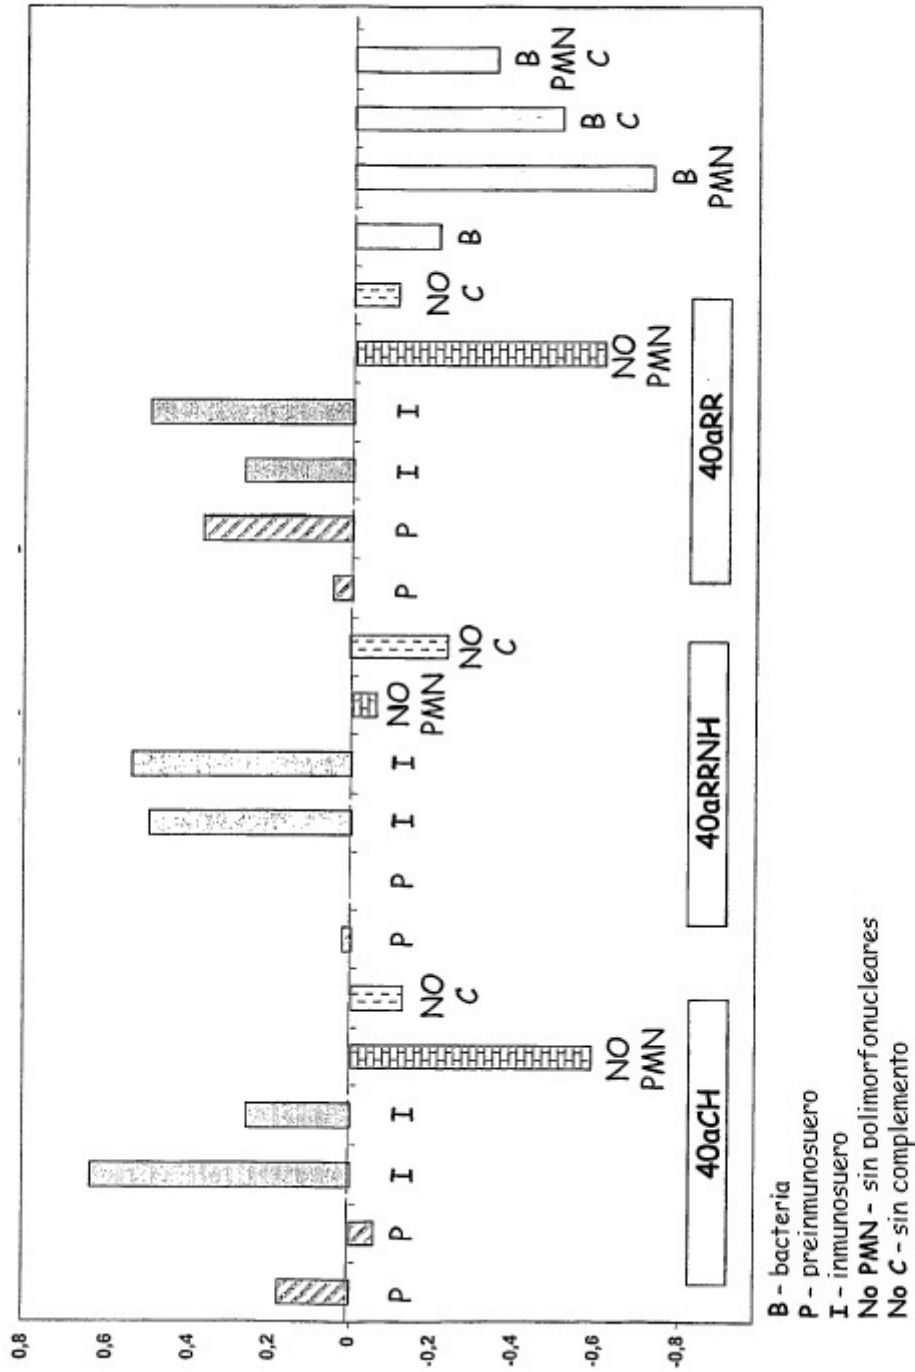 0,8
0,6
0,4
0,2
0
-0,2
-0,4
-0,6
-0,8
P
P
I
I
NO
PMN
NO
C
P
P
I
I
NO
PMN
NO
C
P
P
I
I
NO
PMN
NO
C
B
B
PMN
B
C
B
PMN
C
40aCH
40aRRNH
40aRR
B - bacteria
P - preinmunosuero
I - inmunosuero
No PMN - sin polimorfonucleares
No C - sin complemento